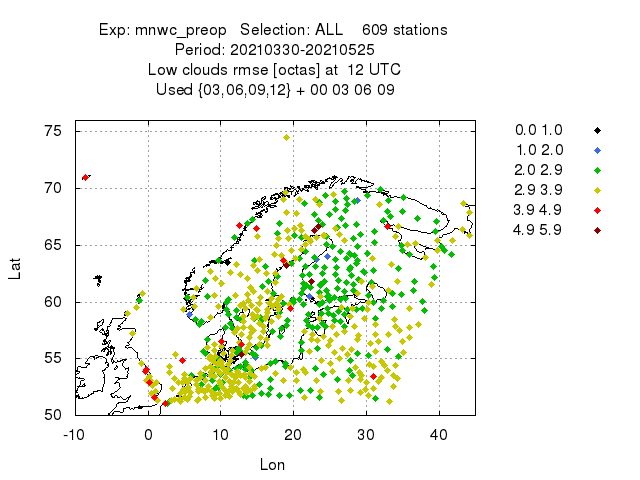 Exp: mnwc_preop   Selection: ALL    609 stations
Period: 20210330-20210525
Low clouds rmse [octas] at  12 UTC
Used {03,06,09,12} + 00 03 06 09
75
70
65
60
55
50
Lat
-10 0 10 20 30 40
Lon
0.0 1.0
1.0 2.0
2.0 2.9
2.9 3.9
3.9 4.9
4.9 5.9